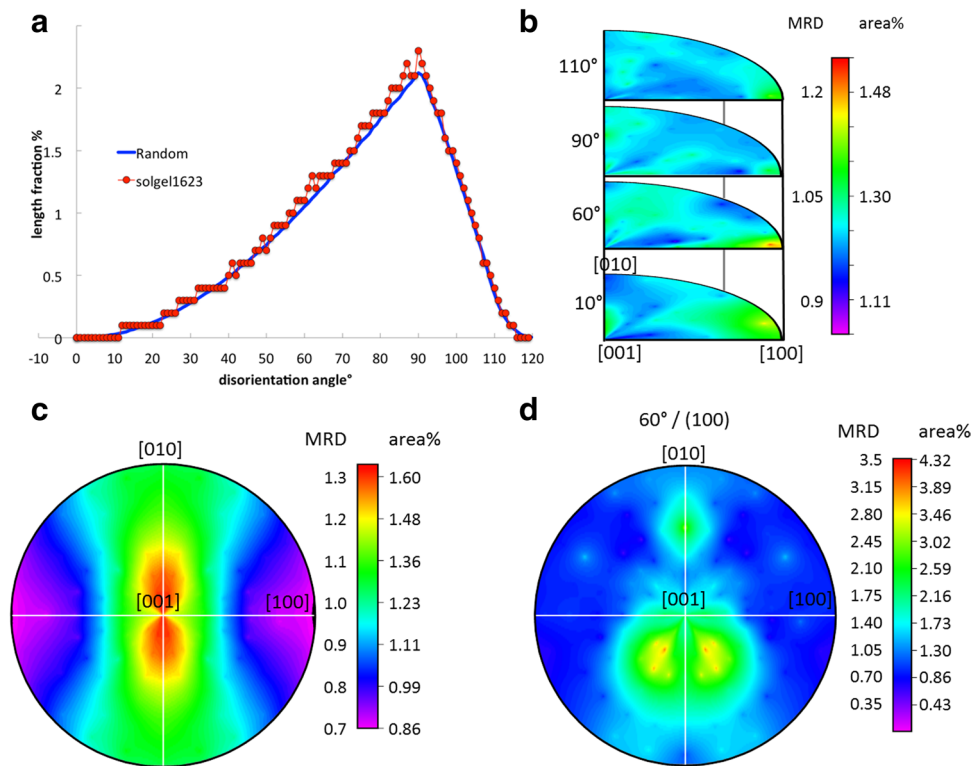 a
length fraction %
2
1.5
1
0.5
0
Random
solgel1623
-10 0 10 20 30 40 50 60 70 80 90 100 110 120
disorientation angle°
b
MRD area%
110°
90°
60°
[010]
10°
[001] [100]
1.2 1.48
1.05 1.30
0.9 1.11
c
[010]
[001] [100]
MRD area%
1.3 1.60
1.2 1.48
1.1 1.35
1.0 1.23
0.9 1.11
0.8 0.99
0.7 0.86
d
60° / (100)
[010]
[001] [100]
MRD area%
3.5 4.32
3.15 3.89
2.80 3.46
2.45 3.02
2.10 2.59
1.75 2.16
1.40 1.73
1.05 1.30
0.70 0.86
0.35 0.43